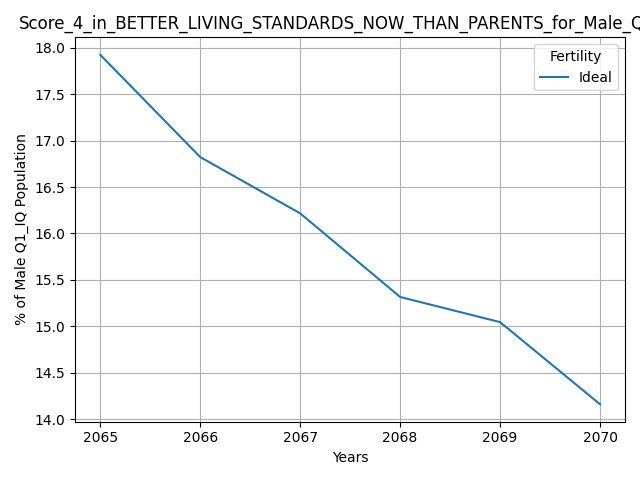 Score_4_in_BETTER_LIVING_STANDARDS_NOW_THAN_PARENTS_for_Male_Q
18.0
17.5
17.0
16.5
16.0
15.5
15.0
14.5
14.0
% of Male Q1_IQ Population
Fertility
Ideal
2065 2066 2067 2068 2069 2070
Years